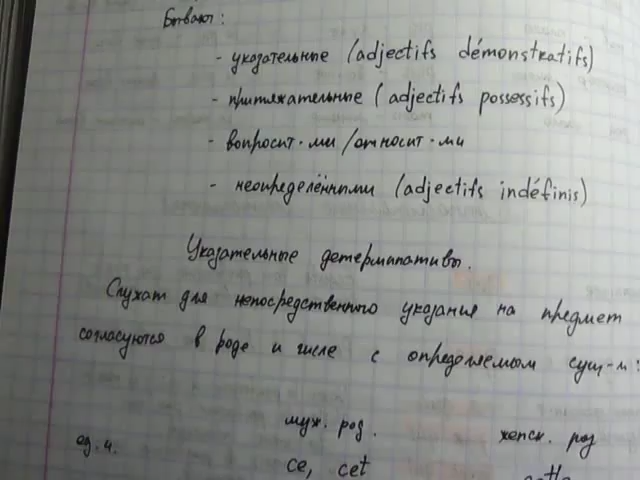 Бывают:
- указательные (adjectifs démonstratifs)
- притяжательные (adjectifs possessifs)
- вопросит-ми/относит-ми
- неопределёнными (adjectifs indéfinis)
Указательные детерминативы.
Служат для непосредственного указания на предмет
согласуются в роде и числе с определяемым сущ-м:
муж. род. женск. род
ед. ч.
ce, cet cette